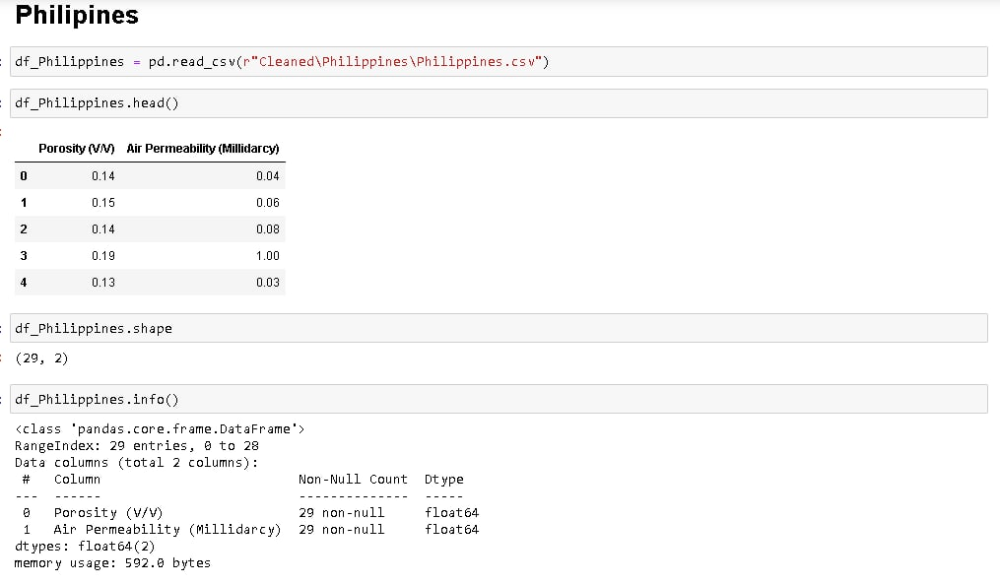 Philipines
df_Philippines = pd.read_csv(r"Cleaned\Philippines\Philippines.csv")
df_Philippines.head()
Porosity (V/V) Air Permeability (Millidarcy)
0 0.14 0.04
1 0.15 0.06
2 0.14 0.08
3 0.19 1.00
4 0.13 0.03
df_Philippines.shape
(29, 2)
df_Philippines.info()
<class 'pandas.core.frame.DataFrame'>
RangeIndex: 29 entries, 0 to 28
Data columns (total 2 columns):
#   Column                         Non-Null Count  Dtype
---  ------                         --------------  -----
0   Porosity (V/V)                 29 non-null     float64
1   Air Permeability (Millidarcy)  29 non-null     float64
dtypes: float64(2)
memory usage: 592.0 bytes